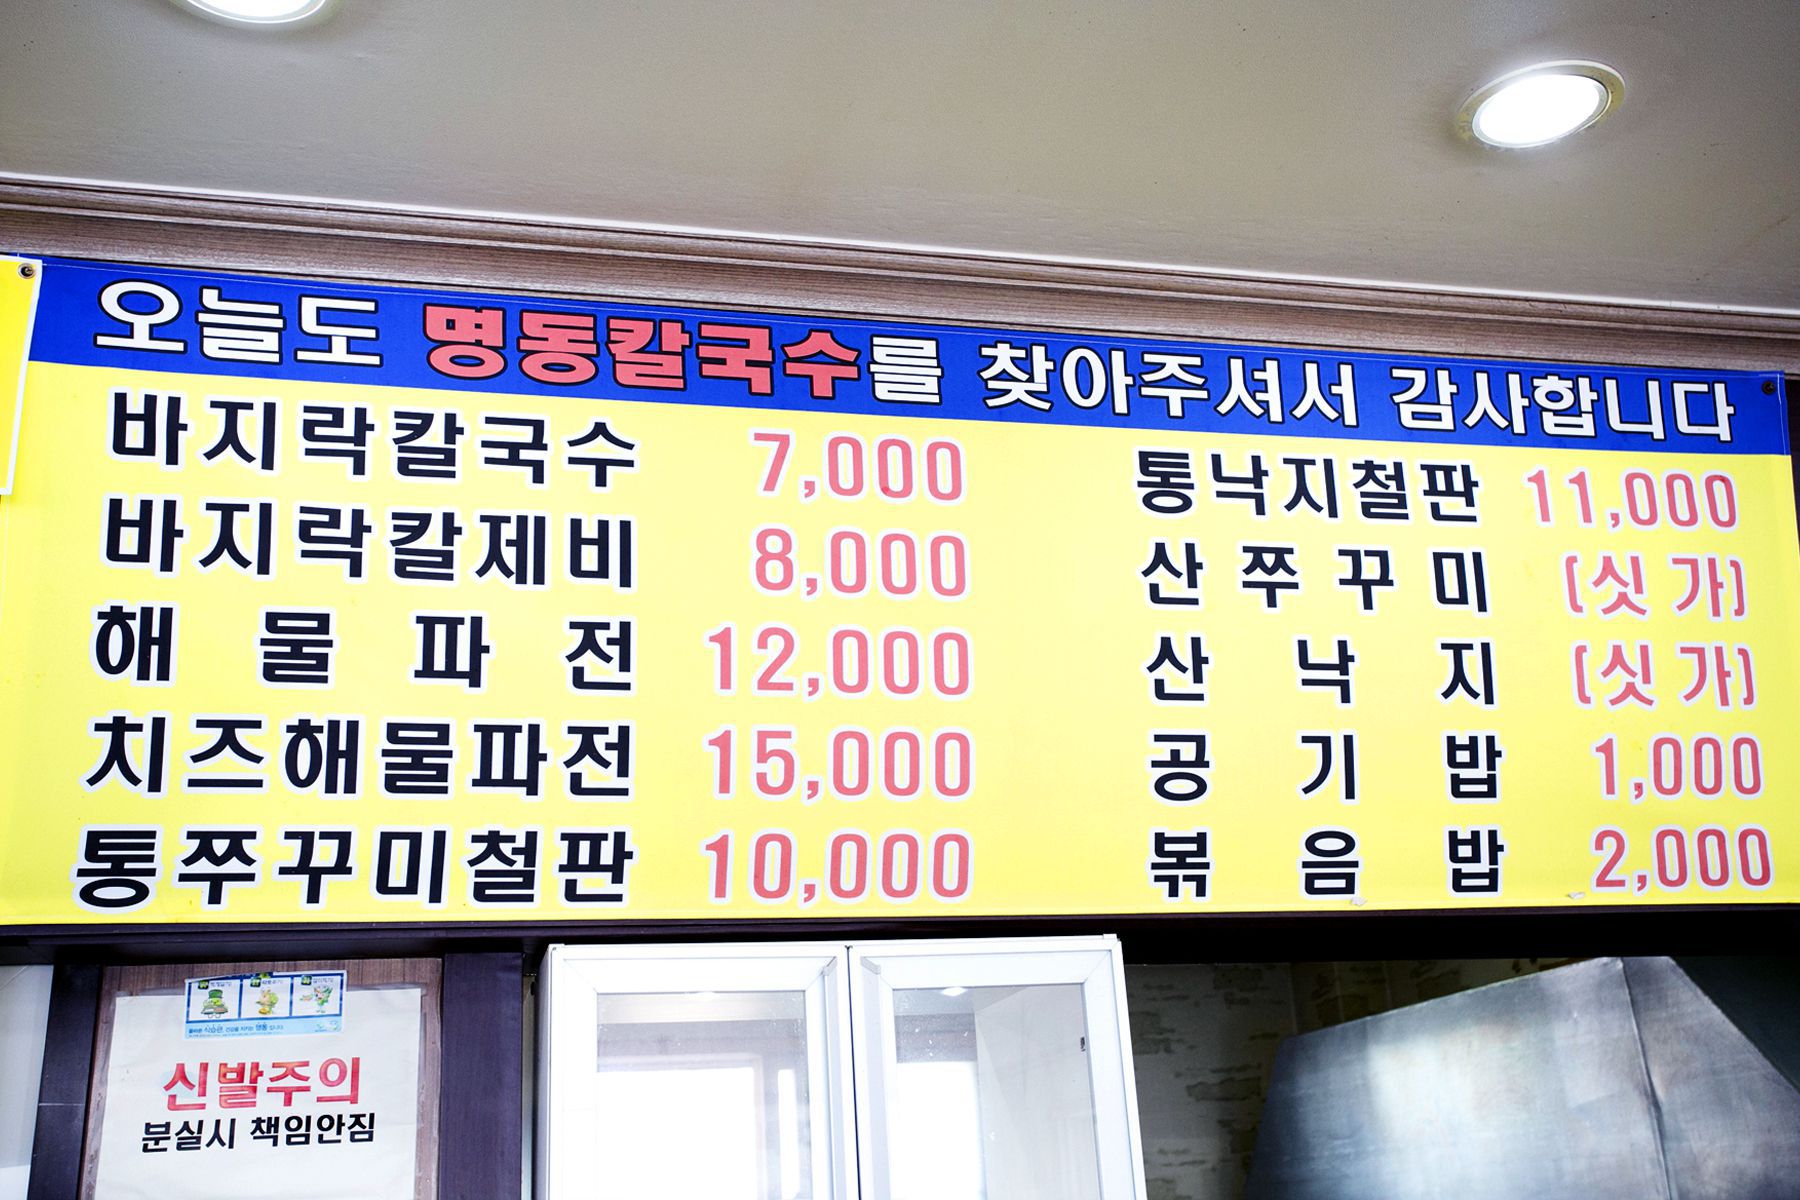 오늘도 명동칼국수를 찾아주셔서 감사합니다
바지락칼국수 7,000
바지락칼제비 8,000
해물파전 12,000
치즈해물파전 15,000
통쭈꾸미철판 10,000
통낙지철판 11,000
산쭈꾸미 (싯가)
산낙지 (싯가)
공기밥 1,000
볶음밥 2,000
신발주의
분실시 책임안짐